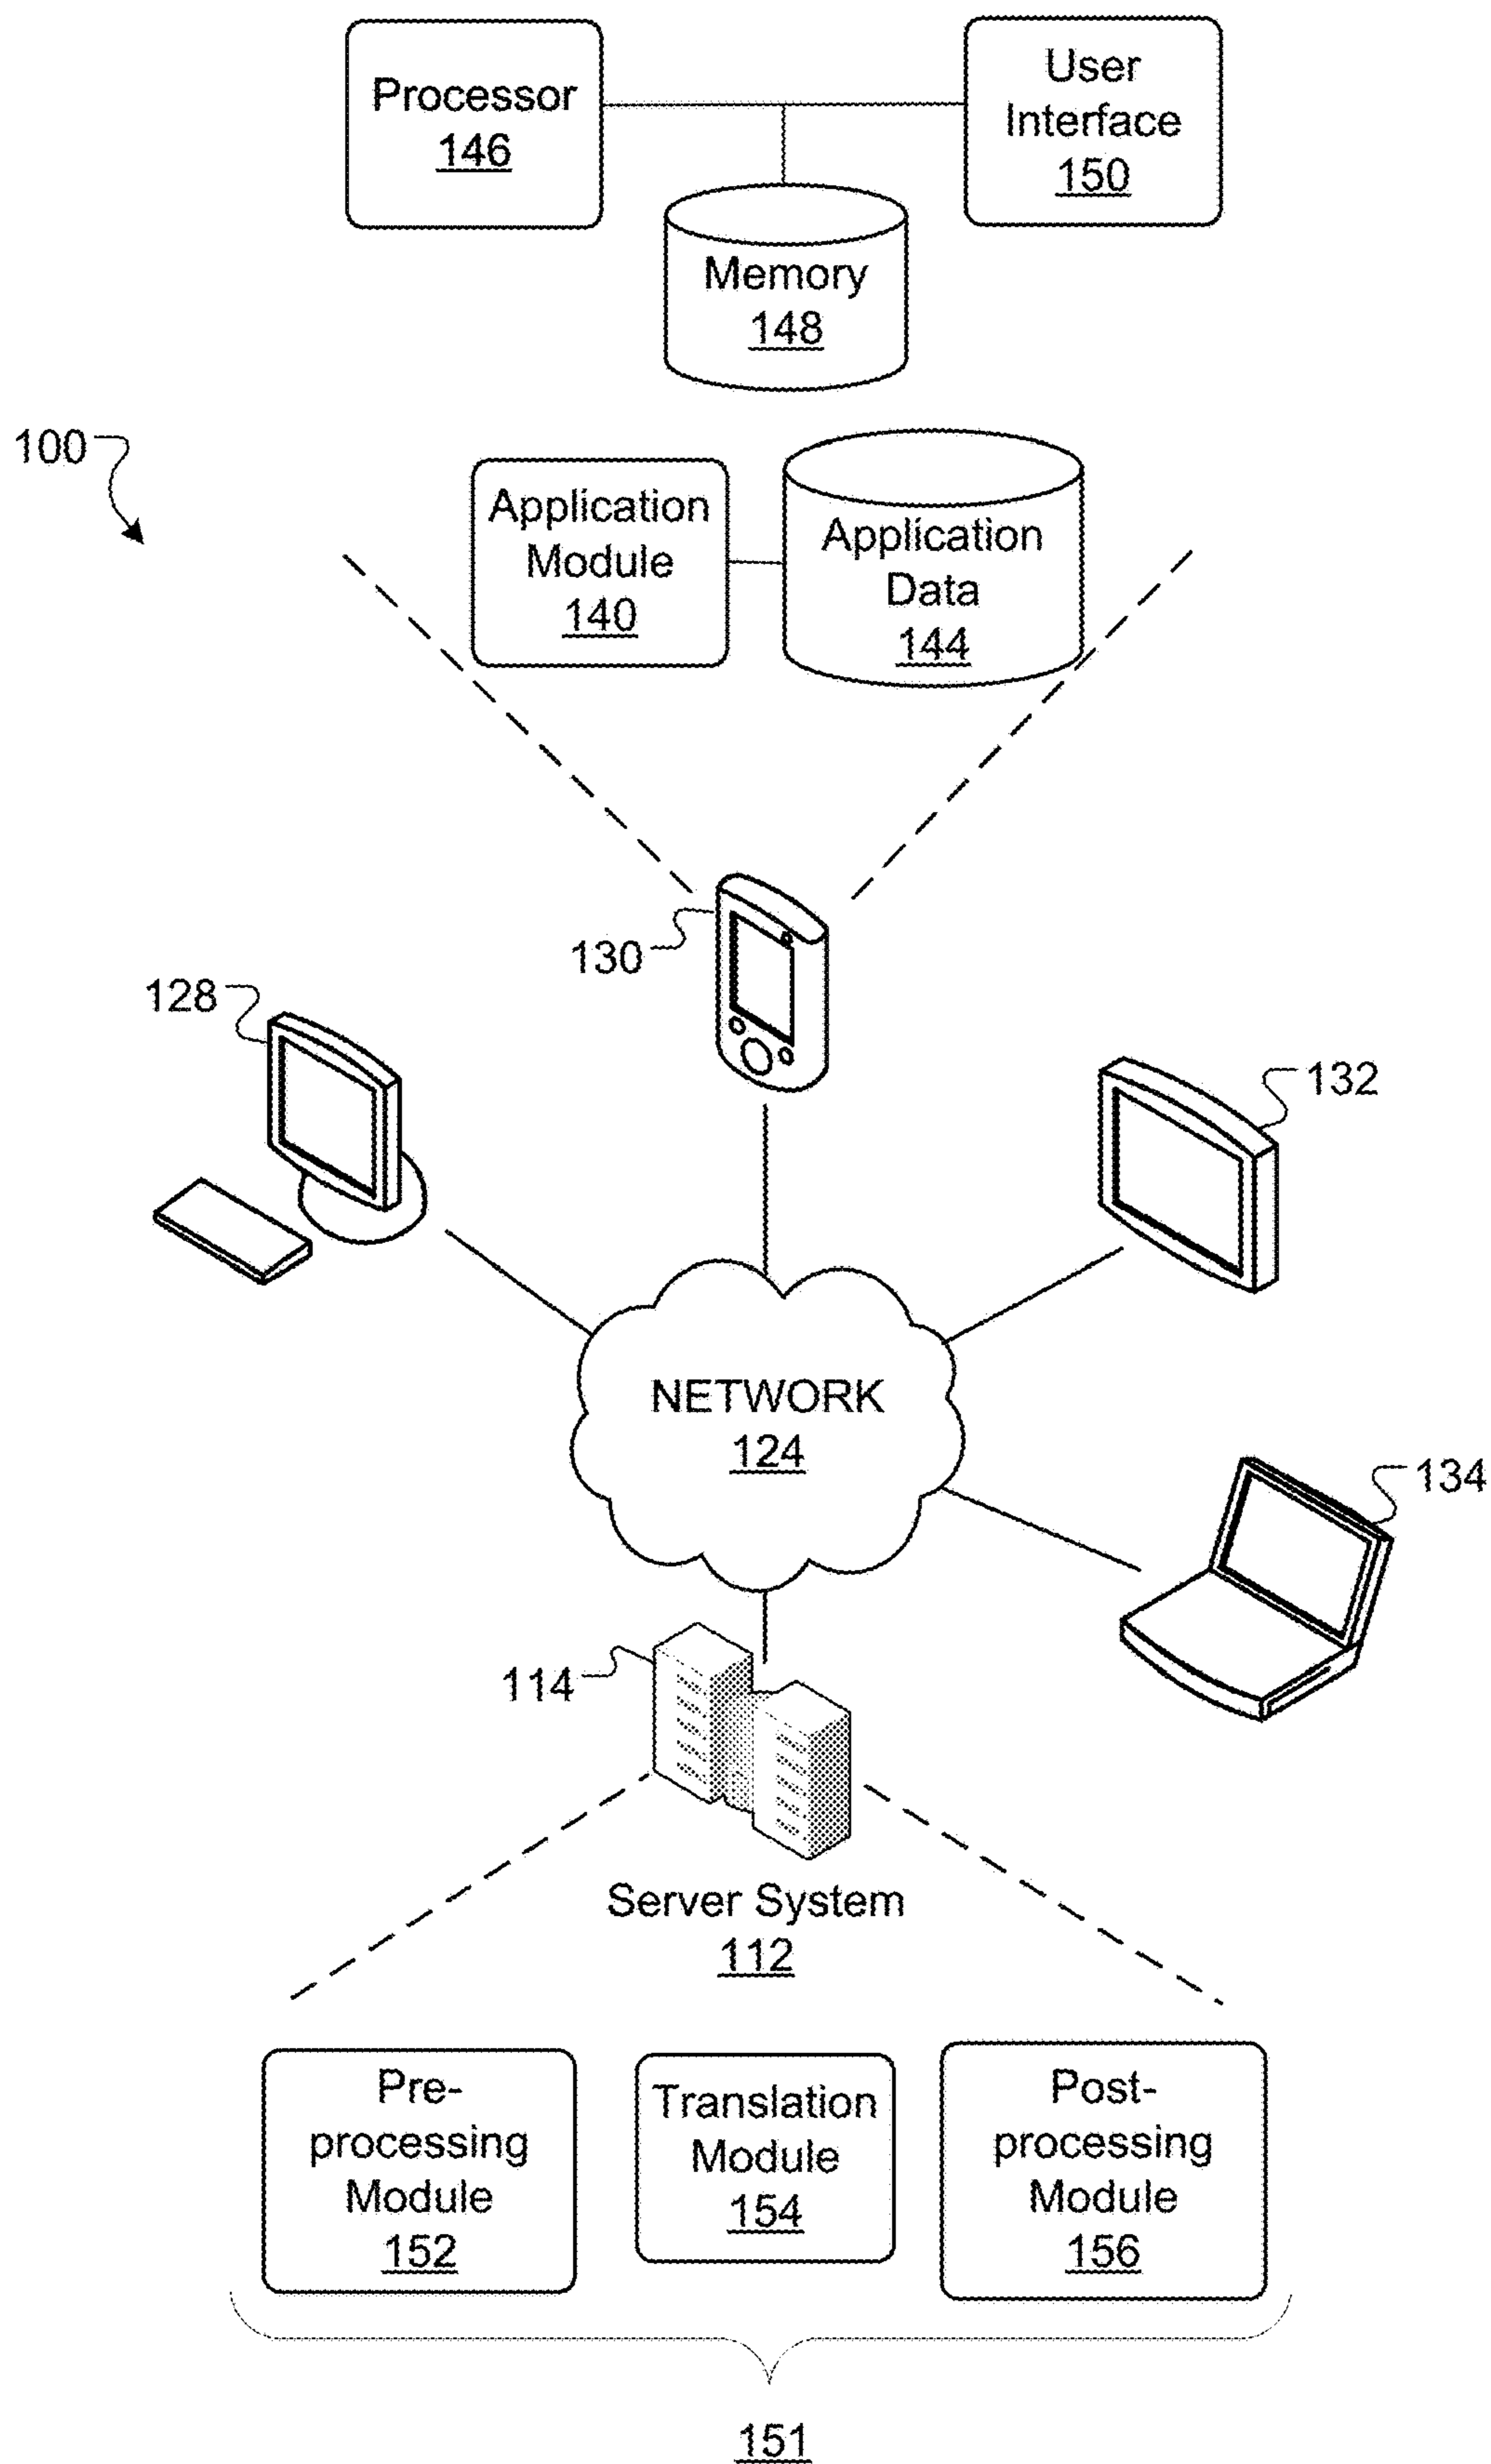 Processor
146
User
Interface
150
Memory
148
100
Application
Module
140
Application
Data
144
130
128
132
NETWORK
124
134
114
Server System
112
Pre-
processing
Module
152
Translation
Module
154
Post-
processing
Module
156
151